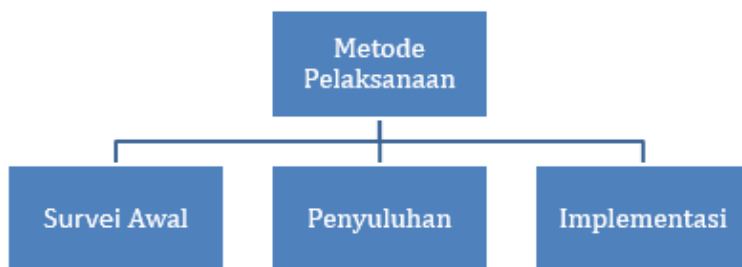 Metode
Pelaksanaan
Survei Awal
Penyuluhan
Implementasi